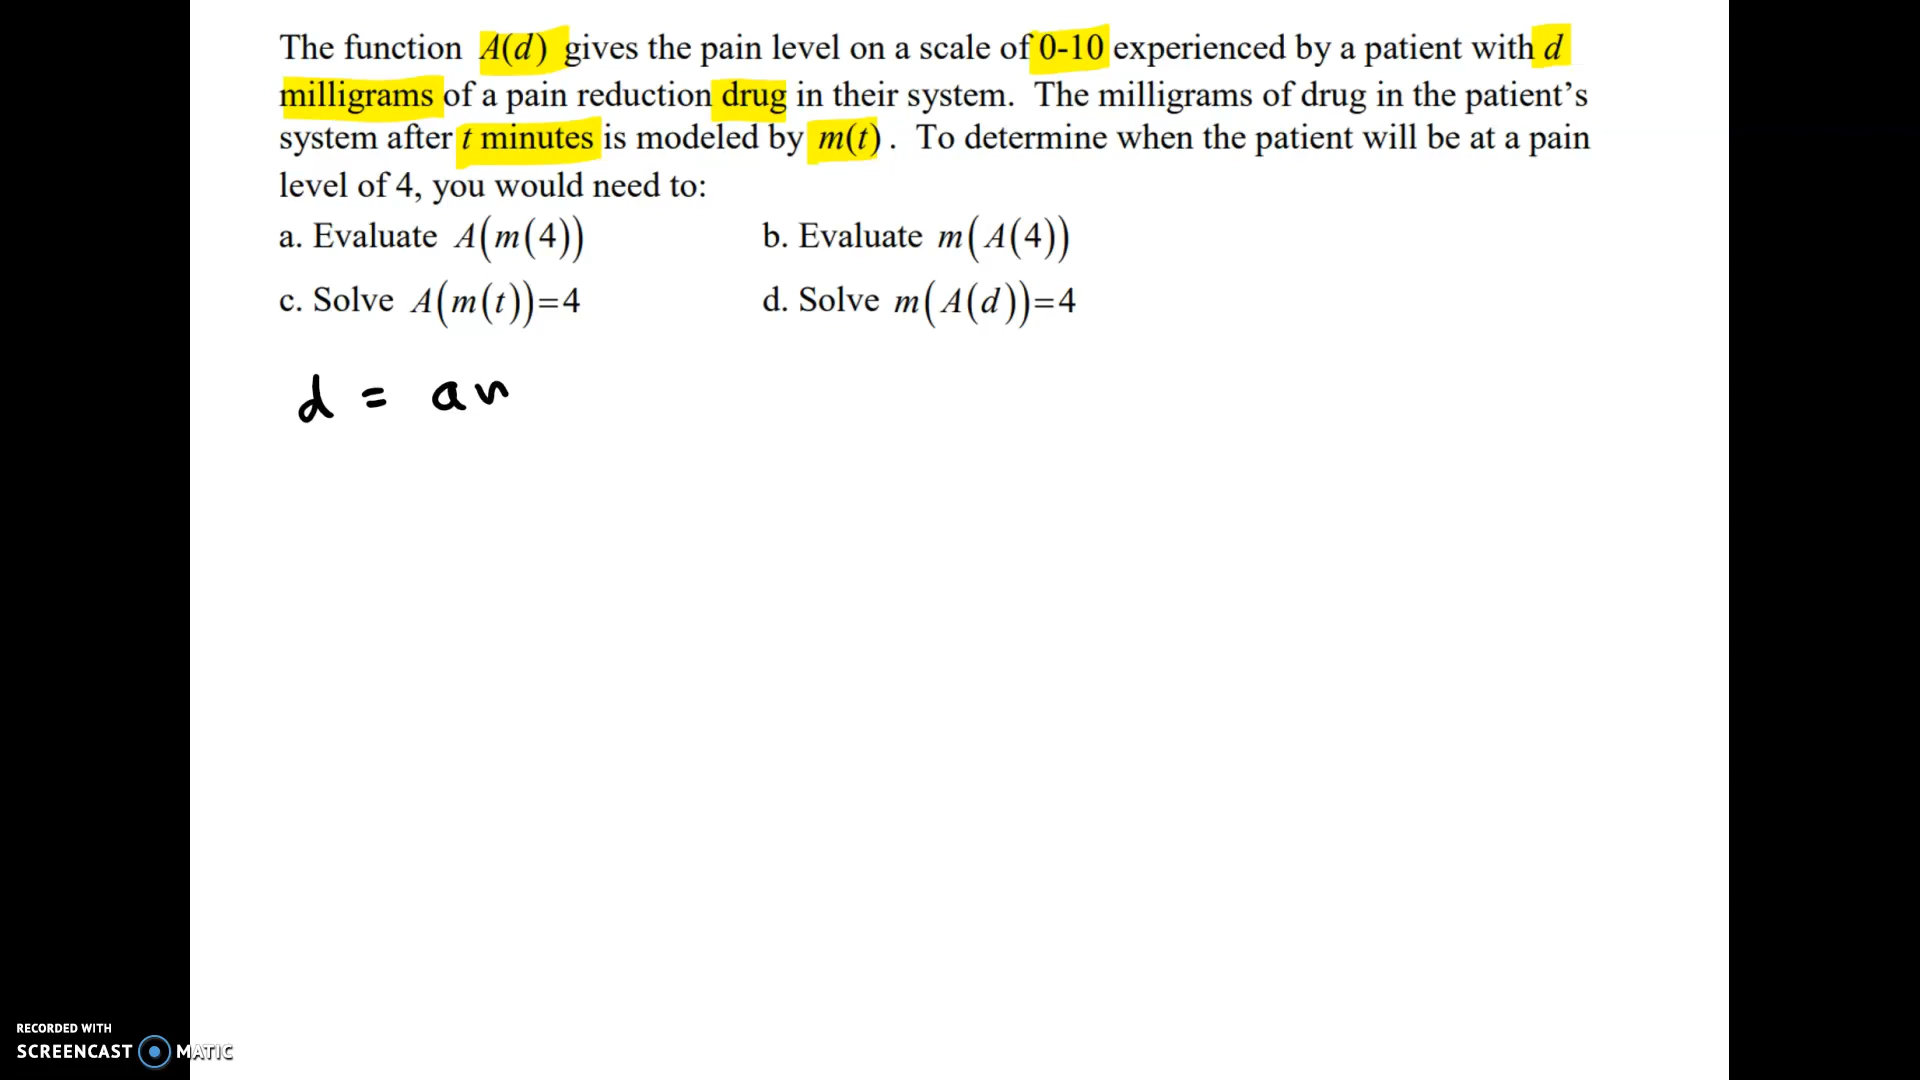 The function A(d) gives the pain level on a scale of 0-10 experienced by a patient with d
milligrams of a pain reduction drug in their system. The milligrams of drug in the patient's
system after t minutes is modeled by m(t). To determine when the patient will be at a pain
level of 4, you would need to:
a. Evaluate A(m(4)) b. Evaluate m(A(4))
c. Solve A(m(t))=4 d. Solve m(A(d))=4
d = an
RECORDED WITH
SCREENCAST MATIC